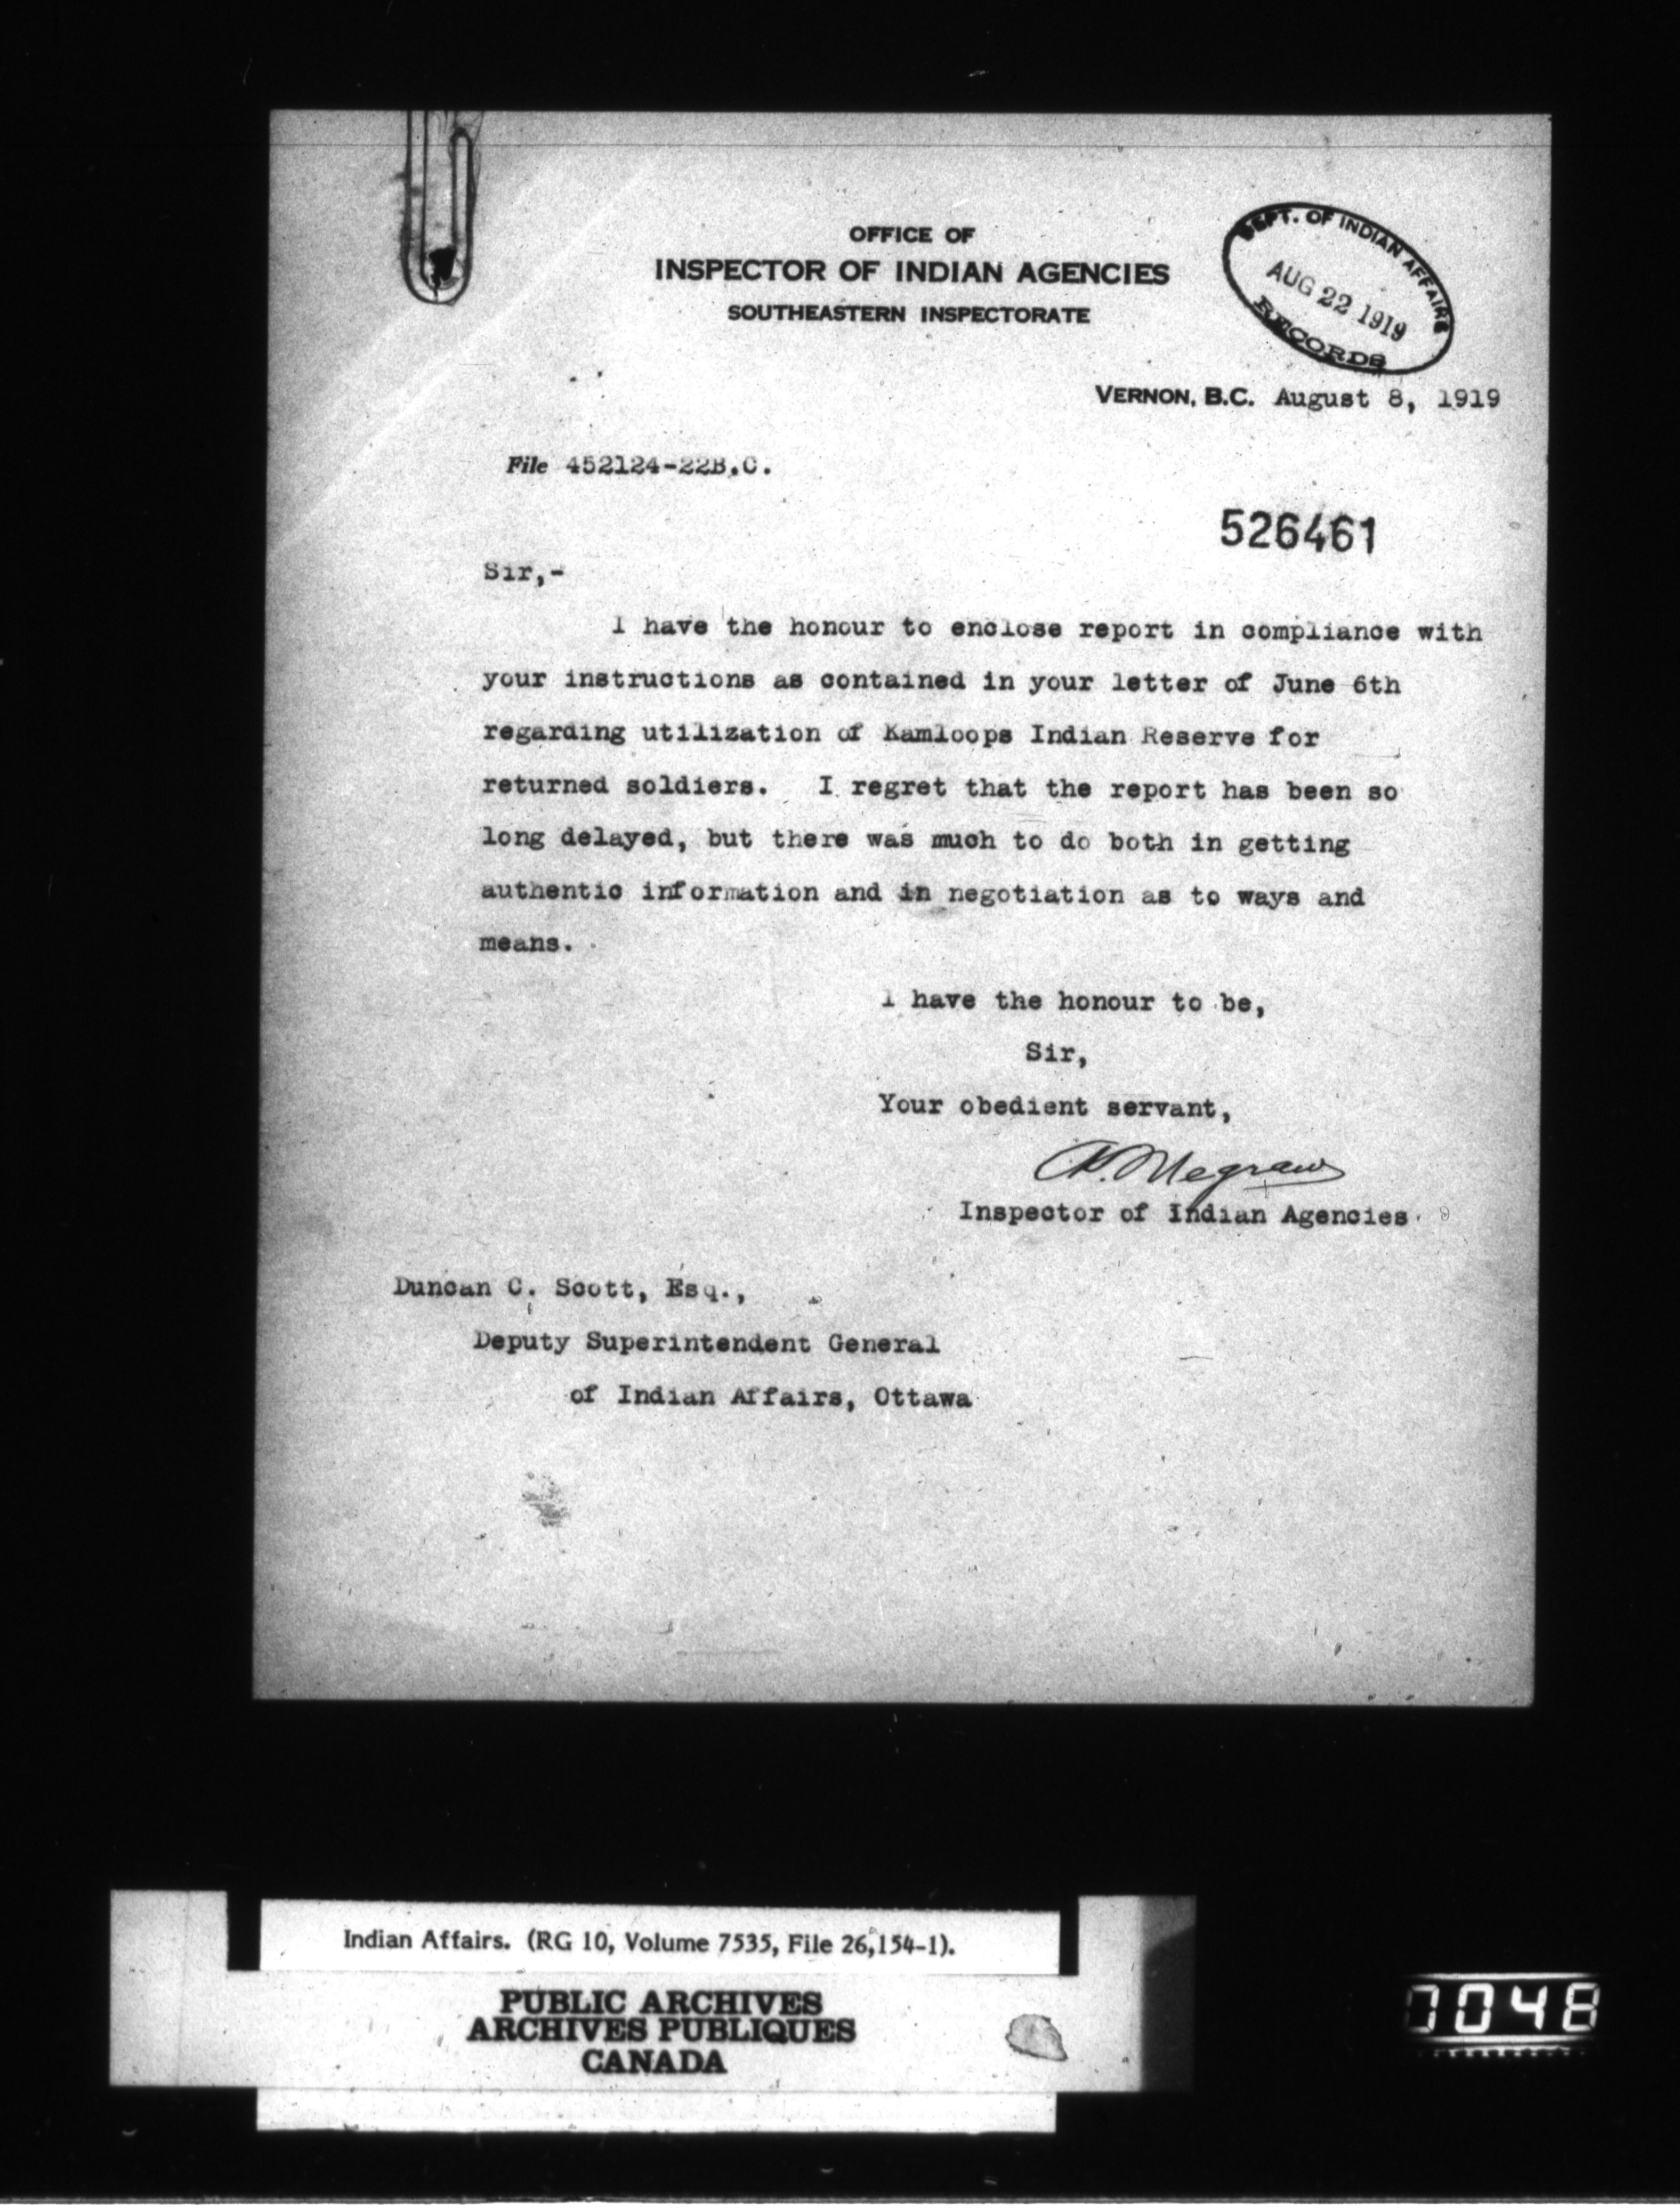 OFFICE OF
INSPECTOR OF INDIAN AGENCIES
SOUTHEASTERN INSPECTORATE
DEPT. OF INDIAN AFFAIRS
AUG 22 1919
RECORDS
VERNON, B.C. August 8, 1919
File 452124-22B.C.
526461
Sir,-
I have the honour to enclose report in compliance with
your instructions as contained in your letter of June 6th
regarding utilization of Kamloops Indian Reserve for
returned soldiers. I regret that the report has been so
long delayed, but there was much to do both in getting
authentic information and in negotiation as to ways and
means.
I have the honour to be,
Sir,
Your obedient servant,
A. Megraw
Inspector of Indian Agencies
Duncan C. Scott, Esq.,
Deputy Superintendent General
of Indian Affairs, Ottawa
Indian Affairs. (RG 10, Volume 7535, File 26,154-1).
PUBLIC ARCHIVES
ARCHIVES PUBLIQUES
CANADA
0048